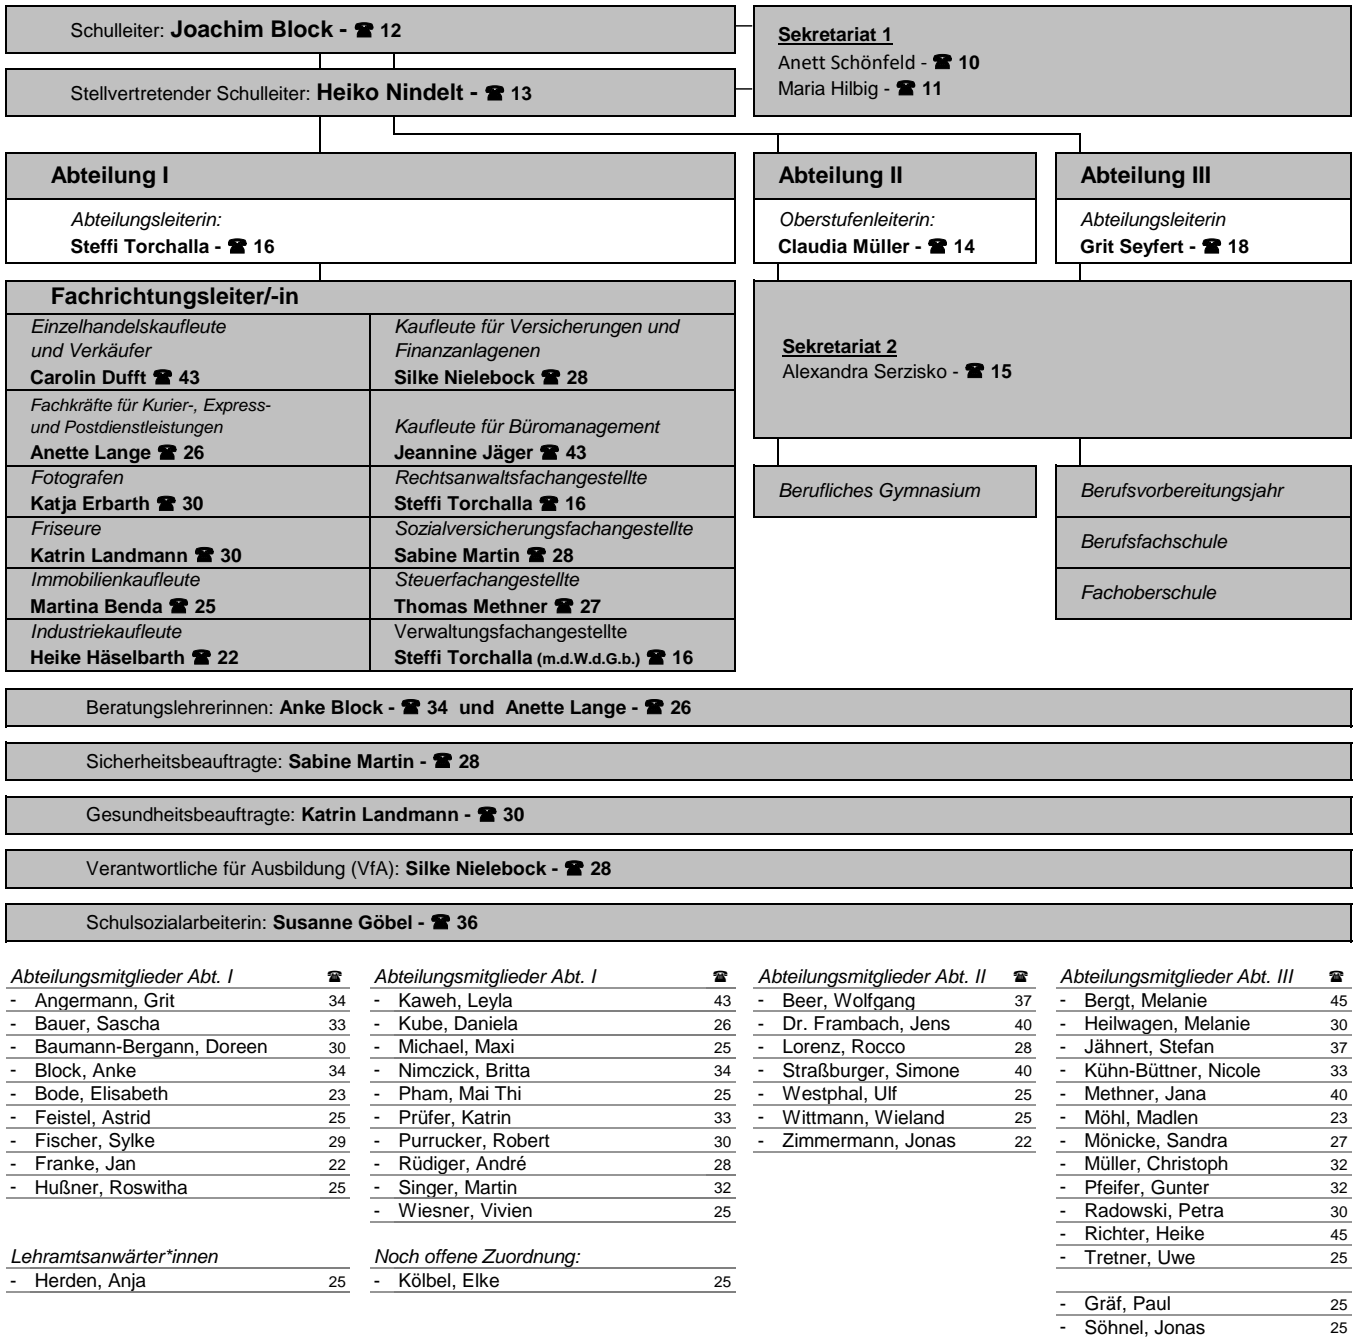 Schulleiter: Joachim Block - ☎ 12
Sekretariat 1
Anett Schönfeld - ☎ 10
Maria Hilbig - ☎ 11
Stellvertretender Schulleiter: Heiko Nindelt - ☎ 13
Abteilung I
Abteilungsleiterin:
Steffi Torchalla - ☎ 16
Abteilung II
Oberstufenleiterin:
Claudia Müller - ☎ 14
Abteilung III
Abteilungsleiterin
Grit Seyfert - ☎ 18
Fachrichtungsleiter/-in
Einzelhandelskaufleute
und Verkäufer
Carolin Dufft ☎ 43
Kaufleute für Versicherungen und
Finanzanlagenen
Silke Nielebock ☎ 28
Fachkräfte für Kurier-, Express-
und Postdienstleistungen
Anette Lange ☎ 26
Kaufleute für Büromanagement
Jeannine Jäger ☎ 43
Fotografen
Katja Erbarth ☎ 30
Rechtsanwaltsfachangestellte
Steffi Torchalla ☎ 16
Friseure
Katrin Landmann ☎ 30
Sozialversicherungsfachangestellte
Sabine Martin ☎ 28
Immobilienkaufleute
Martina Benda ☎ 25
Steuerfachangestellte
Thomas Methner ☎ 27
Industriekaufleute
Heike Häselbarth ☎ 22
Verwaltungsfachangestellte
Steffi Torchalla (m.d.W.d.G.b.) ☎ 16
Sekretariat 2
Alexandra Serzisko - ☎ 15
Berufliches Gymnasium
Berufsvorbereitungsjahr
Berufsfachschule
Fachoberschule
Beratungslehrerinnen: Anke Block - ☎ 34 und Anette Lange - ☎ 26
Sicherheitsbeauftragte: Sabine Martin - ☎ 28
Gesundheitsbeauftragte: Katrin Landmann - ☎ 30
Verantwortliche für Ausbildung (VfA): Silke Nielebock - ☎ 28
Schulsozialarbeiterin: Susanne Göbel - ☎ 36
Abteilungsmitglieder Abt. I ☎
- Angermann, Grit 34
- Bauer, Sascha 33
- Baumann-Bergann, Doreen 30
- Block, Anke 34
- Bode, Elisabeth 23
- Feistel, Astrid 25
- Fischer, Sylke 29
- Franke, Jan 22
- Hußner, Roswitha 25
Lehramtsanwärter*innen
- Herden, Anja 25
Abteilungsmitglieder Abt. I ☎
- Kaweh, Leyla 43
- Kube, Daniela 26
- Michael, Maxi 25
- Nimczick, Britta 34
- Pham, Mai Thi 25
- Prüfer, Katrin 33
- Purrucker, Robert 30
- Rüdiger, André 28
- Singer, Martin 32
- Wiesner, Vivien 25
Noch offene Zuordnung:
- Kölbel, Elke 25
Abteilungsmitglieder Abt. II ☎
- Beer, Wolfgang 37
- Dr. Frambach, Jens 40
- Lorenz, Rocco 28
- Straßburger, Simone 40
- Westphal, Ulf 25
- Wittmann, Wieland 25
- Zimmermann, Jonas 22
Abteilungsmitglieder Abt. III ☎
- Bergt, Melanie 45
- Heilwagen, Melanie 30
- Jähnert, Stefan 37
- Kühn-Büttner, Nicole 33
- Methner, Jana 40
- Möhl, Madlen 23
- Mönicke, Sandra 27
- Müller, Christoph 32
- Pfeifer, Gunter 32
- Radowski, Petra 30
- Richter, Heike 45
- Tretner, Uwe 25
- Gräf, Paul 25
- Söhnel, Jonas 25